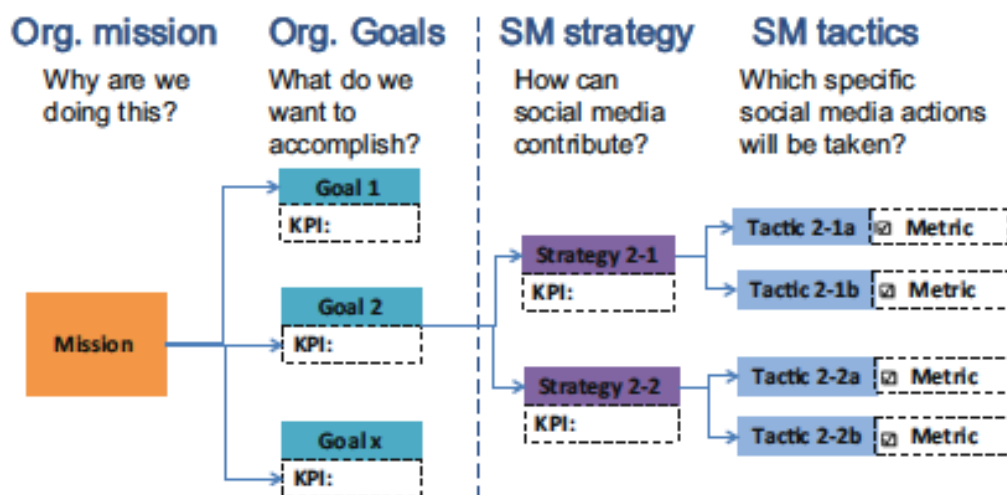 Org. mission
Why are we
doing this?
Org. Goals
What do we
want to
accomplish?
SM strategy
How can
social media
contribute?
SM tactics
Which specific
social media actions
will be taken?
Mission
Goal 1
KPI:
Goal 2
KPI:
Goal x
KPI:
Strategy 2-1
KPI:
Strategy 2-2
KPI:
Tactic 2-1a ☑ Metric
Tactic 2-1b ☑ Metric
Tactic 2-2a ☑ Metric
Tactic 2-2b ☑ Metric